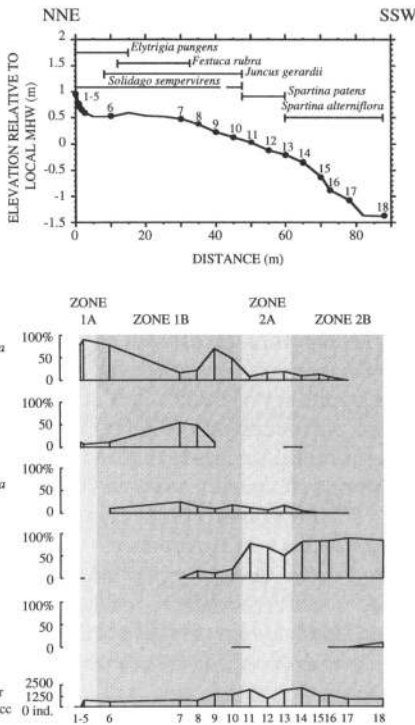 NNE SSW
ELEVATION RELATIVE TO
LOCAL MHW (m)
2
1.5
1
0.5
0
-0.5
-1
-1.5
Elytrigia pungens
Festuca rubra
Juncus gerardii
Solidago sempervirens
Spartina patens
Spartina alterniflora
1-5 6 7 8 9 10 11 12 13 14 15 16 17 18
0 20 40 60 80
DISTANCE (m)
ZONE ZONE
1A ZONE 1B 2A ZONE 2B
a 100%
50
0
100%
50
0
a 100%
50
0
100%
50
0
100%
50
0
r 2500
1250
cc 0 ind.
1-5 6 7 8 9 10 11 12 13 14 15 16 17 18